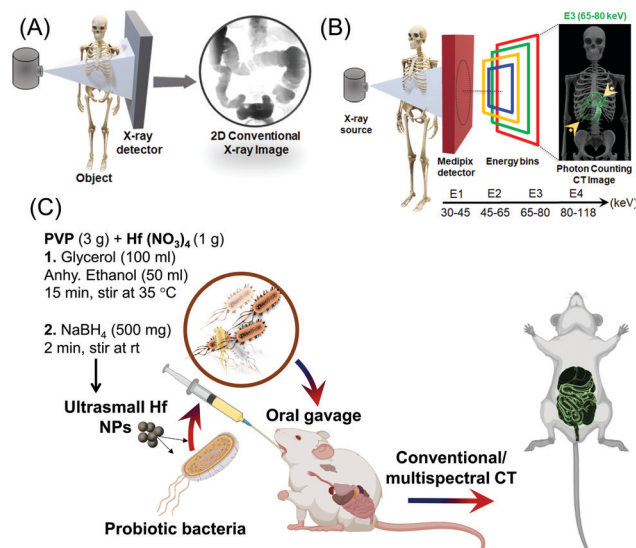 (A)
X-ray
detector
Object
2D Conventional
X-ray Image
(B)
E3 (65-80 keV)
X-ray
source
Medipix
detector
Energy bins
Photon Counting
CT Image
E1 E2 E3 E4
(keV)
30-45 45-65 65-80 80-118
(C)
PVP (3 g) + Hf (NO₃)₄ (1 g)
1. Glycerol (100 ml)
Anhy. Ethanol (50 ml)
15 min, stir at 35 °C
2. NaBH₄ (500 mg)
2 min, stir at rt
Ultrasmall Hf
NPs
Probiotic bacteria
Oral gavage
Conventional/
multispectral CT